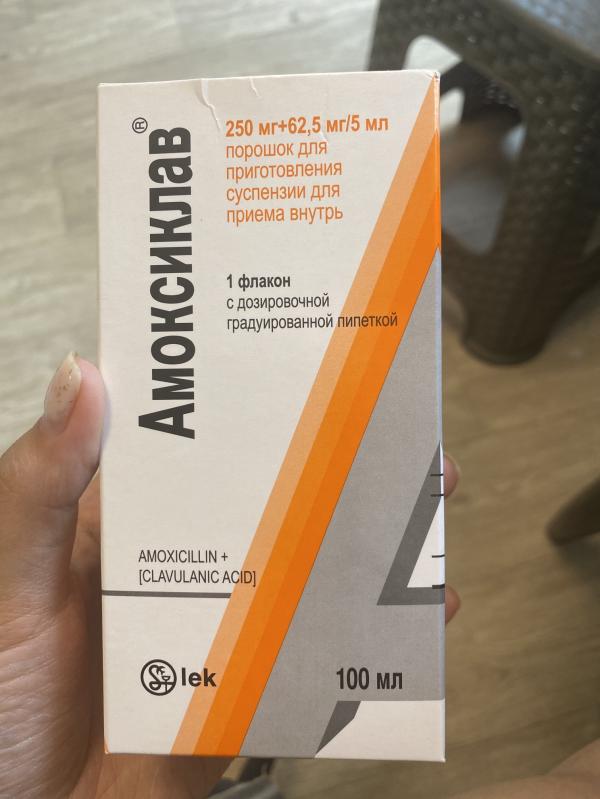 Амоксиклав®
250 мг+62,5 мг/5 мл
порошок для
приготовления
суспензии для
приема внутрь
1 флакон
с дозировочной
градуированной пипеткой
AMOXICILLIN +
[CLAVULANIC ACID]
lek
100 мл